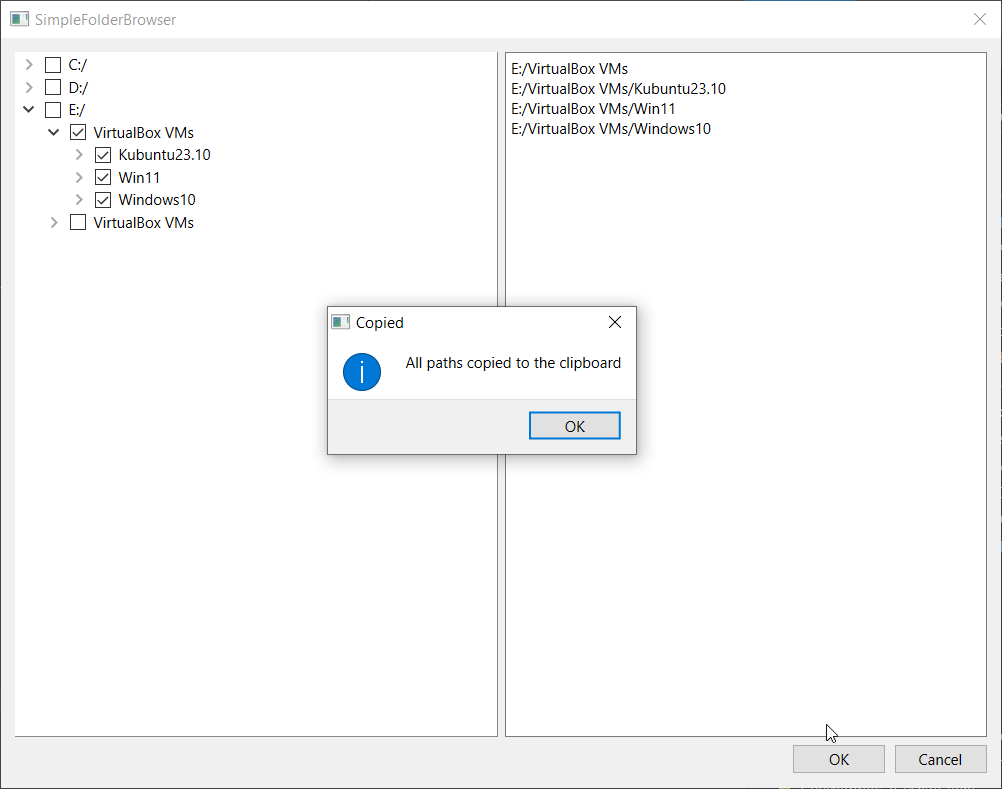 SimpleFolderBrowser
C:/
D:/
E:/
VirtualBox VMs
Kubuntu23.10
Win11
Windows10
VirtualBox VMs
E:/VirtualBox VMs
E:/VirtualBox VMs/Kubuntu23.10
E:/VirtualBox VMs/Win11
E:/VirtualBox VMs/Windows10
Copied
All paths copied to the clipboard
OK
OK Cancel